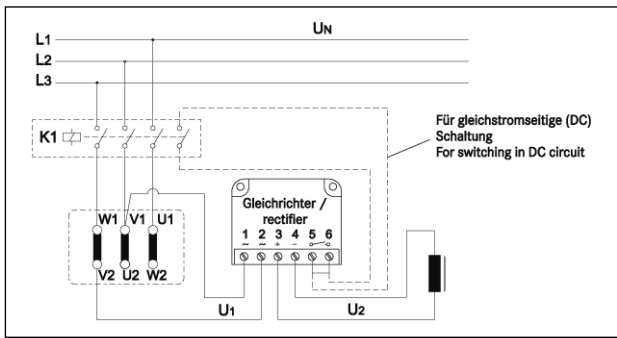 UN
L1
L2
L3
K1
Für gleichstromseitige (DC)
Schaltung
For switching in DC circuit
Gleichrichter /
rectifier
1 2 3 4 5 6
~ ~ + −
W1 V1 U1
V2 U2 W2
U1
U2